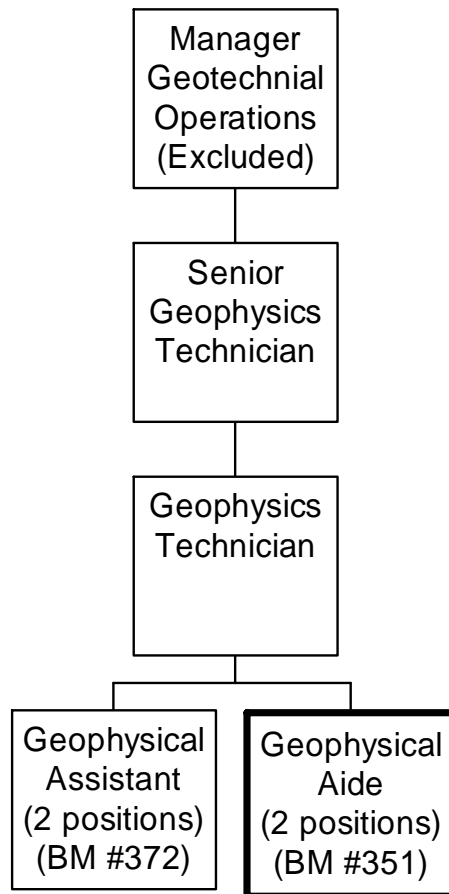 Manager
Geotechnial
Operations
(Excluded)
Senior
Geophysics
Technician
Geophysics
Technician
Geophysical
Assistant
(2 positions)
(BM #372)
Geophysical
Aide
(2 positions)
(BM #351)